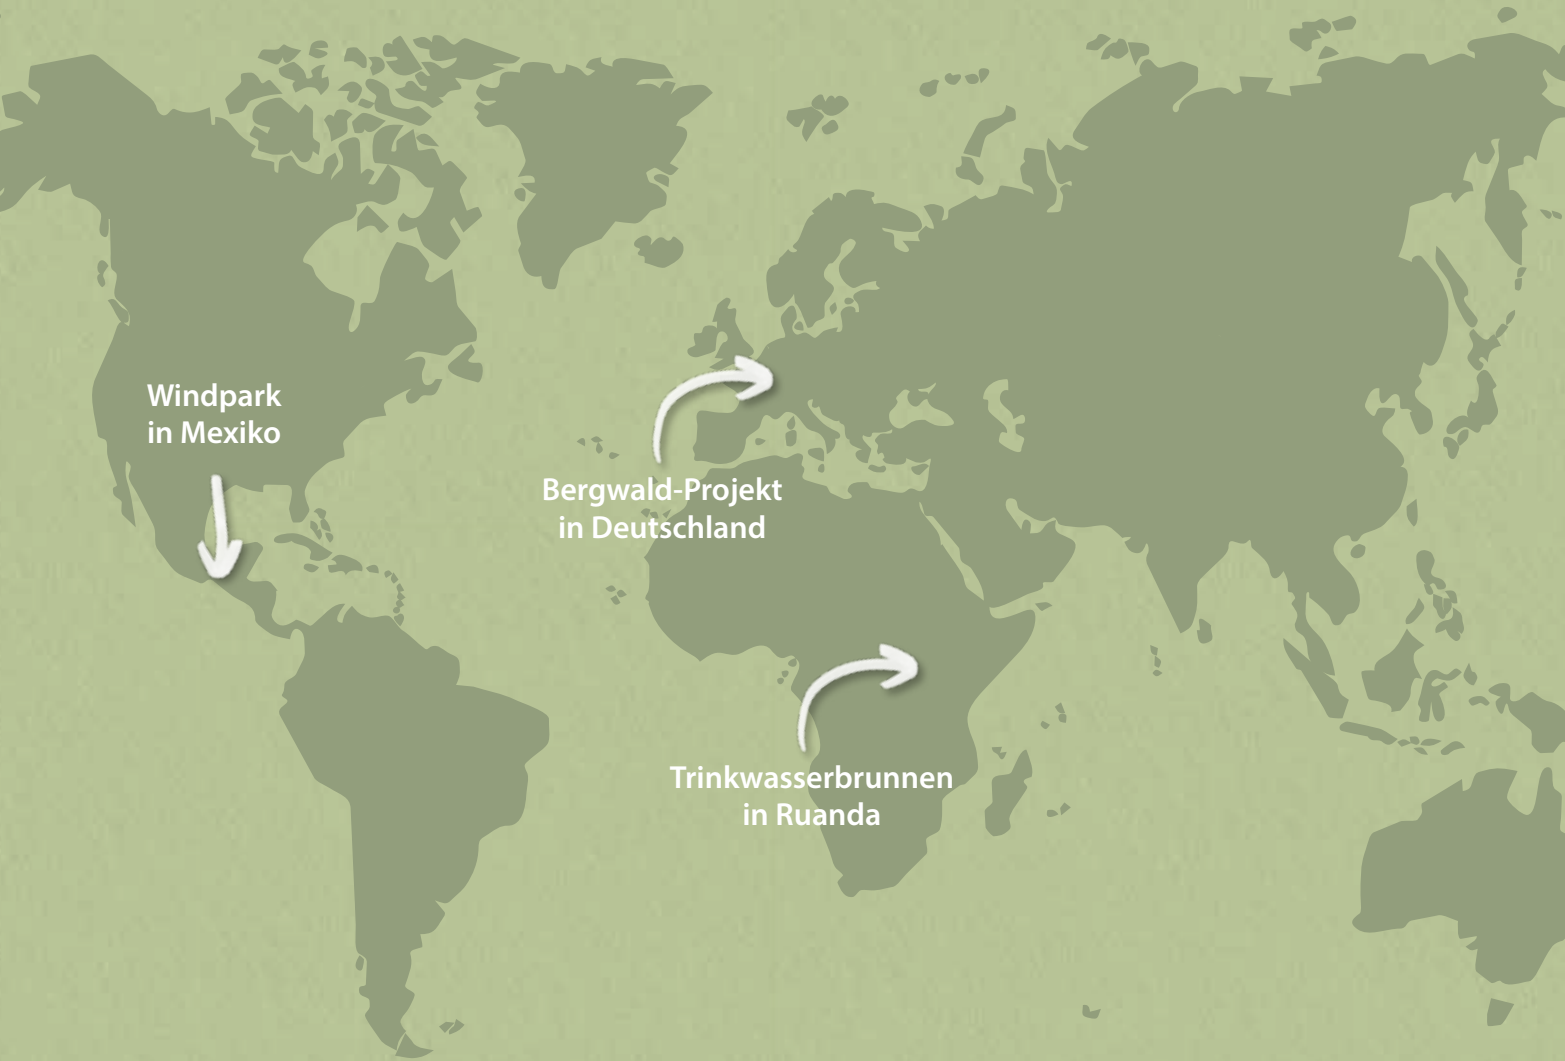 Windpark
in Mexiko
Bergwald-Projekt
in Deutschland
Trinkwasserbrunnen
in Ruanda